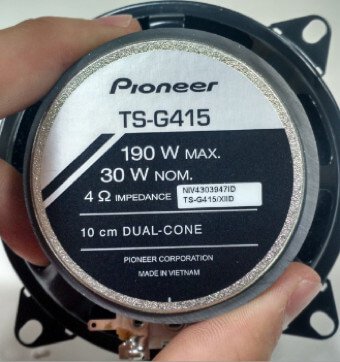 Pioneer
TS-G415
190 W MAX.
30 W NOM.
4 Ω IMPEDANCE
NIV4303947ID
TS-G415/XIID
10 cm DUAL-CONE
PIONEER CORPORATION
MADE IN VIETNAM